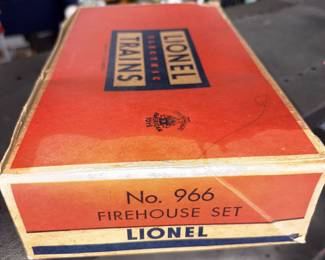 LIONEL
ELECTRIC
TRAINS
No. 966
FIREHOUSE SET
LIONEL